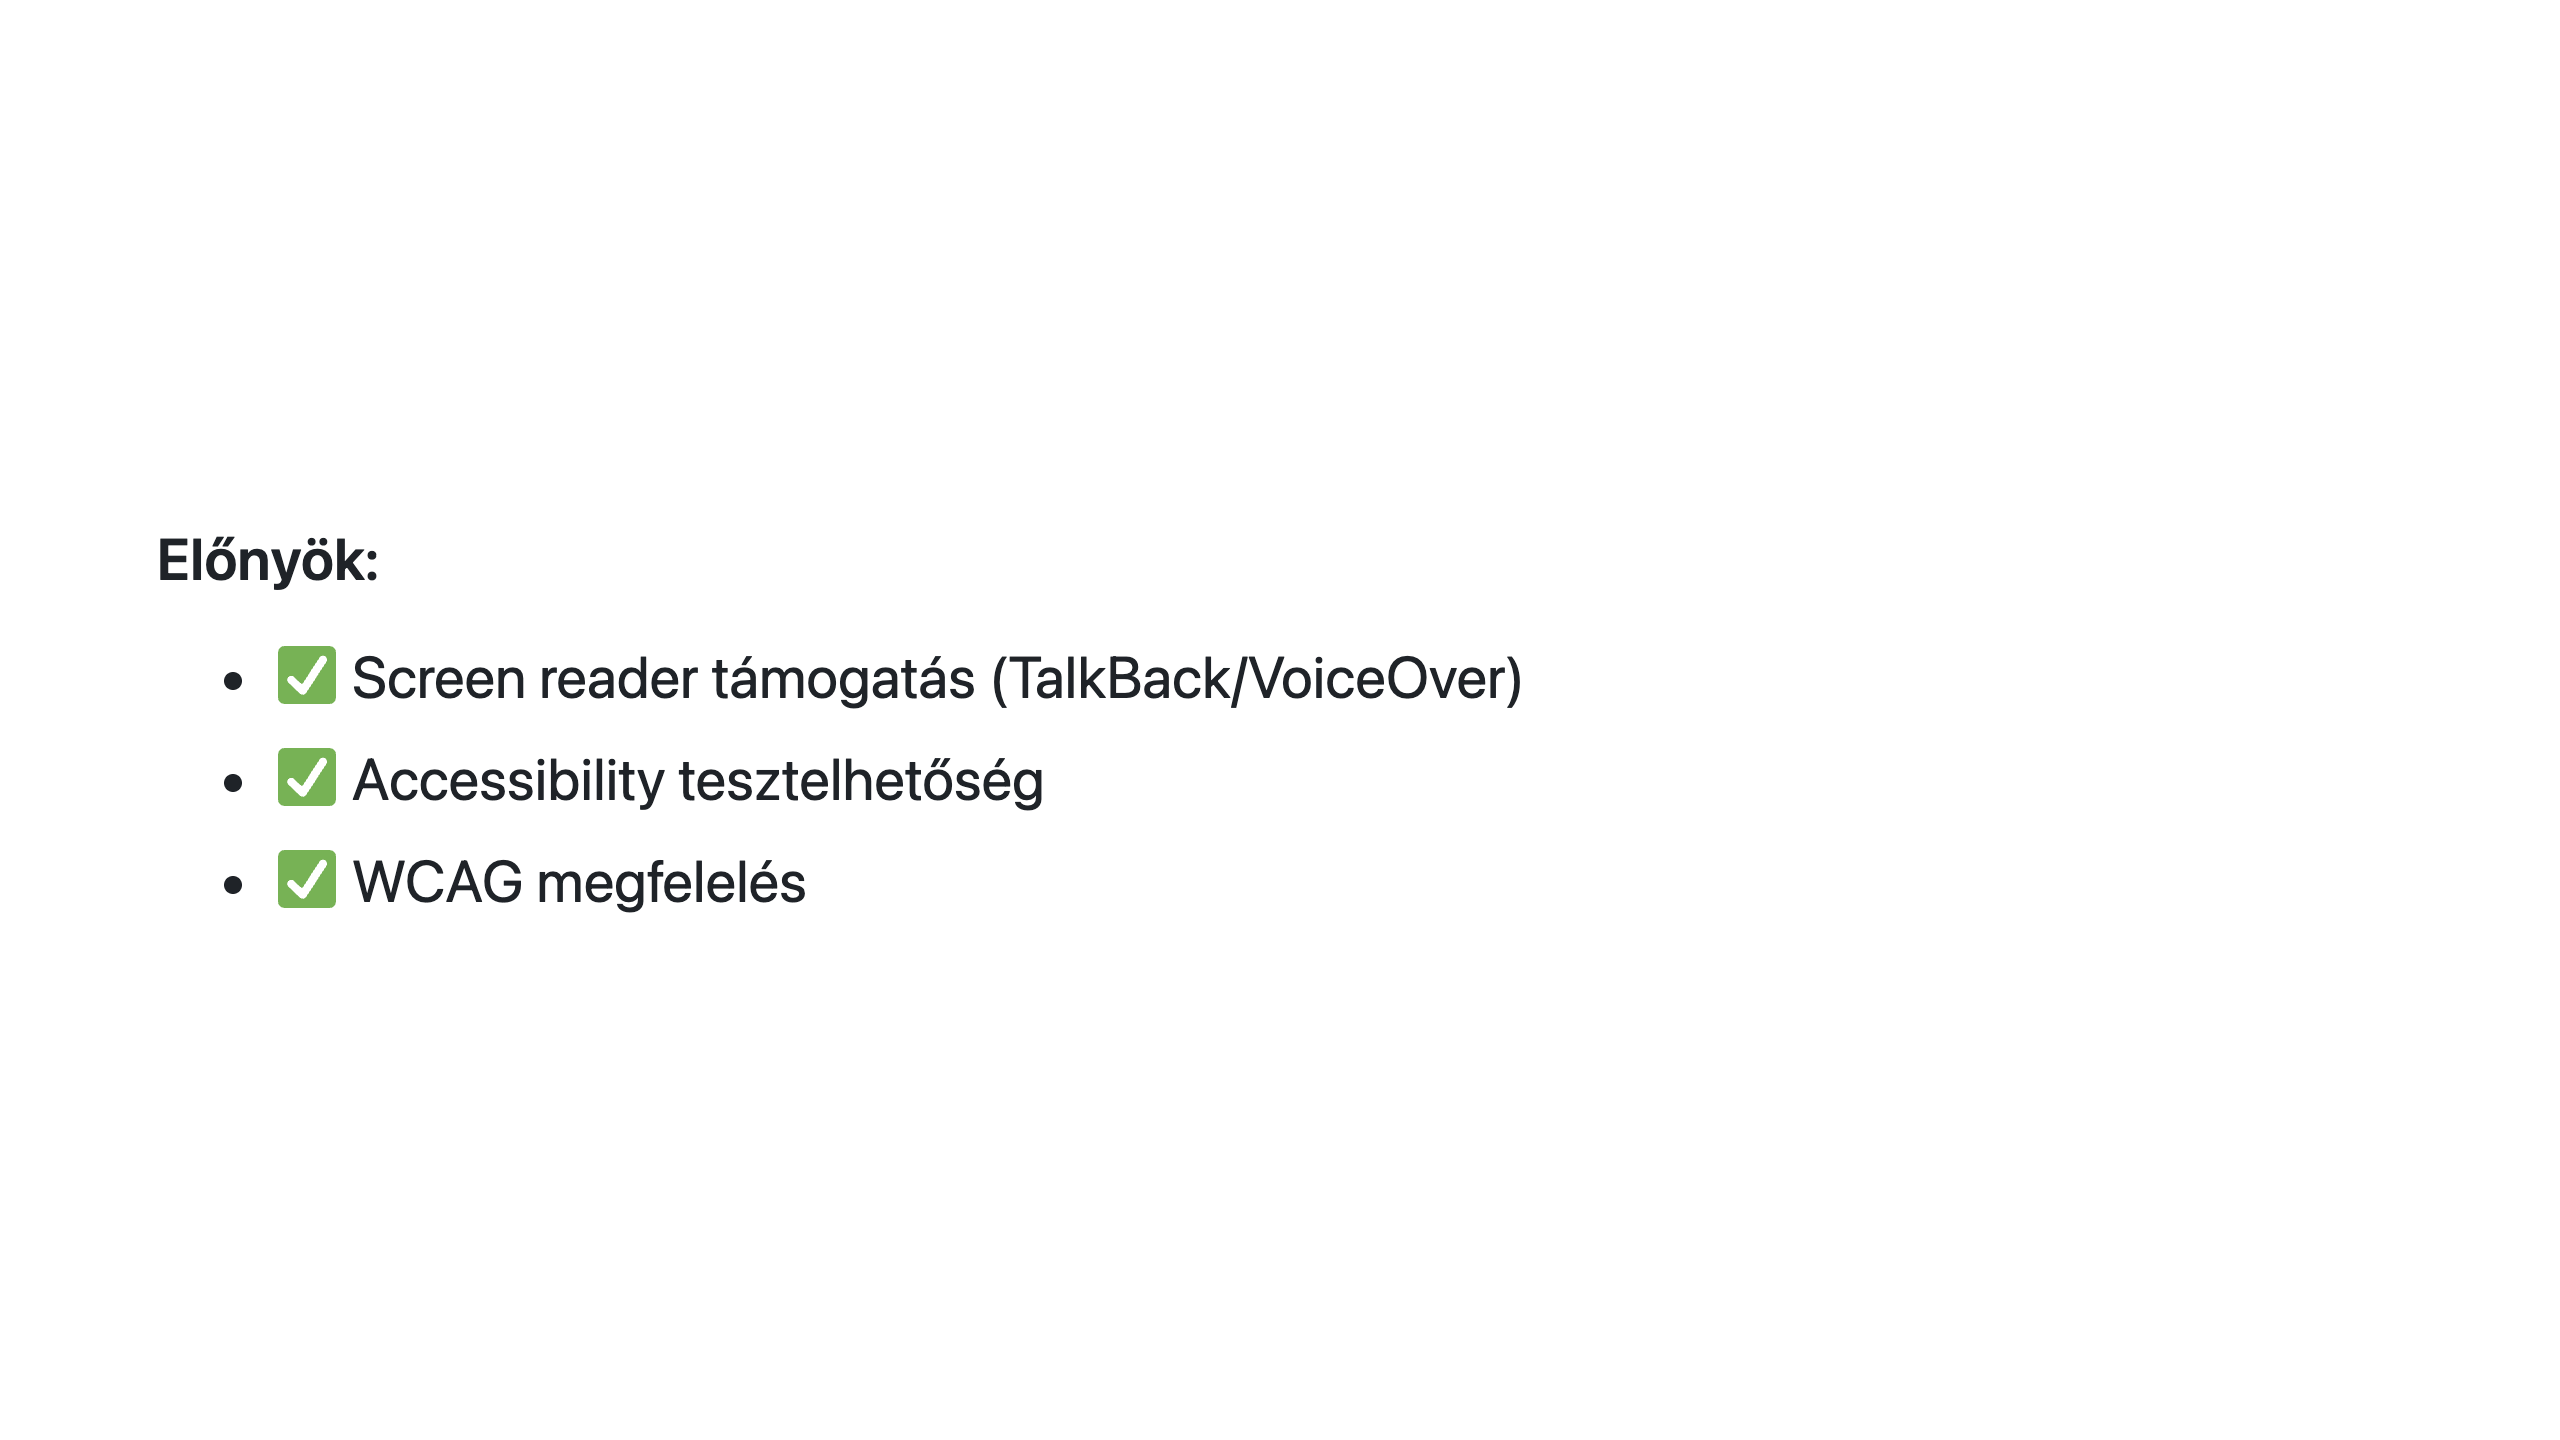 Előnyök:
• ✅ Screen reader támogatás (TalkBack/VoiceOver)
• ✅ Accessibility tesztelhetőség
• ✅ WCAG megfelelés